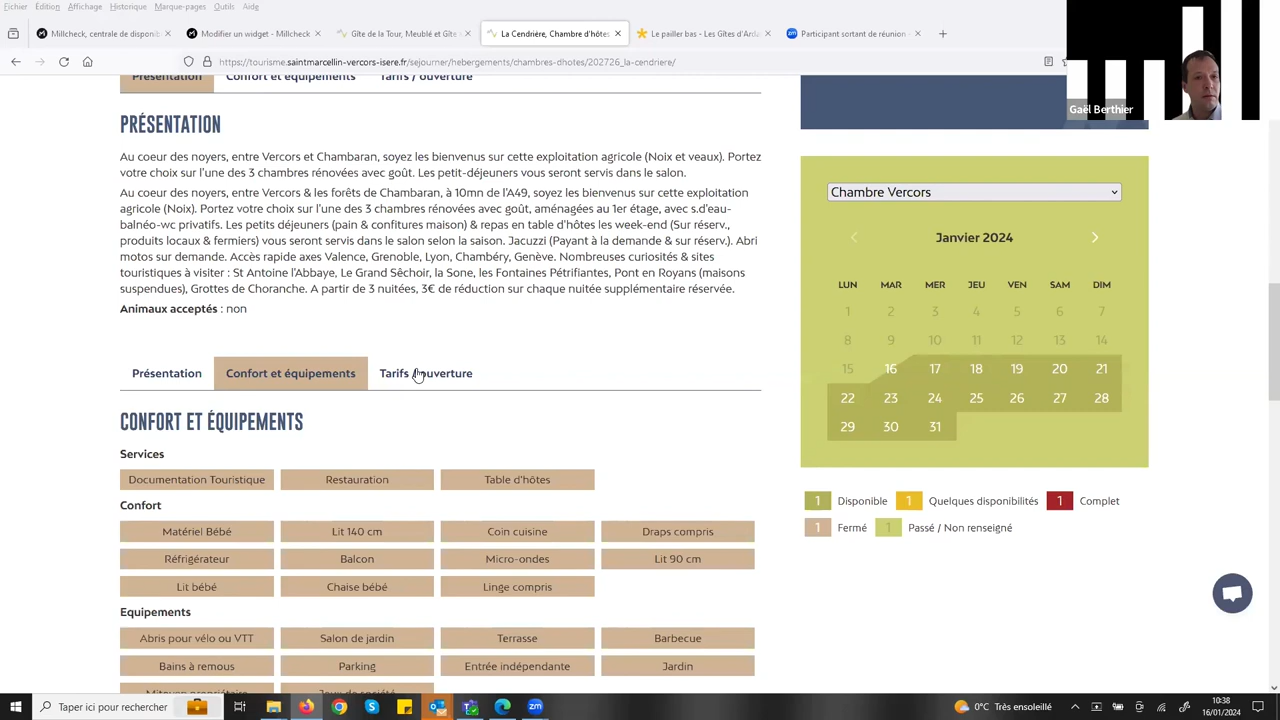 Fichier Édition Affichage Historique Marque-pages Outils Aide
Millcheck, centrale de disponib
Modifier un widget - Millcheck
Gîte de la Tour, Meublé et Gîte
La Cendrière, Chambre d'hôtes
Le pailler bas - Les Gîtes d'Arda
Participant sortant de réunion -
https://tourisme.saintmarcellin-vercors-isere.fr/sejourner/hebergements/chambres-dhotes/202726_la-cendriere/
Gaël Berthier
Présentation Confort et équipements Tarifs / ouverture
PRÉSENTATION
Au coeur des noyers, entre Vercors et Chambaran, soyez les bienvenus sur cette exploitation agricole (Noix et veaux). Portez
votre choix sur l'une des 3 chambres rénovées avec goût. Les petit-déjeuners vous seront servis dans le salon.
Au coeur des noyers, entre Vercors & les forêts de Chambaran, à 10mn de l'A49, soyez les bienvenus sur cette exploitation
agricole (Noix). Portez votre choix sur l'une des 3 chambres rénovées avec goût, aménagées au 1er étage, avec s.d'eau-
balnéo-wc privatifs. Les petits déjeuners (pain & confitures maison) & repas en table d'hôtes les week-end (Sur réserv.,
produits locaux & fermiers) vous seront servis dans le salon selon la saison. Jacuzzi (Payant à la demande & sur réserv.). Abri
motos sur demande. Accès rapide axes Valence, Grenoble, Lyon, Chambéry, Genève. Nombreuses curiosités & sites
touristiques à visiter : St Antoine l'Abbaye, Le Grand Sêchoir, la Sone, les Fontaines Pétrifiantes, Pont en Royans (maisons
suspendues), Grottes de Choranche. A partir de 3 nuitées, 3€ de réduction sur chaque nuitée supplémentaire réservée.
Animaux acceptés : non
Présentation Confort et équipements Tarifs / ouverture
CONFORT ET ÉQUIPEMENTS
Services
Documentation Touristique Restauration Table d'hôtes
Confort
Matériel Bébé Lit 140 cm Coin cuisine Draps compris
Réfrigérateur Balcon Micro-ondes Lit 90 cm
Lit bébé Chaise bébé Linge compris
Equipements
Abris pour vélo ou VTT Salon de jardin Terrasse Barbecue
Bains à remous Parking Entrée indépendante Jardin
Mitoyen propriétaire Jeux de société
Chambre Vercors
Janvier 2024
LUN MAR MER JEU VEN SAM DIM
1 2 3 4 5 6 7
8 9 10 11 12 13 14
15 16 17 18 19 20 21
22 23 24 25 26 27 28
29 30 31
1 Disponible 1 Quelques disponibilités 1 Complet
1 Fermé 1 Passé / Non renseigné
Taper ici pour rechercher
0°C Très ensoleillé
10:38
16/01/2024